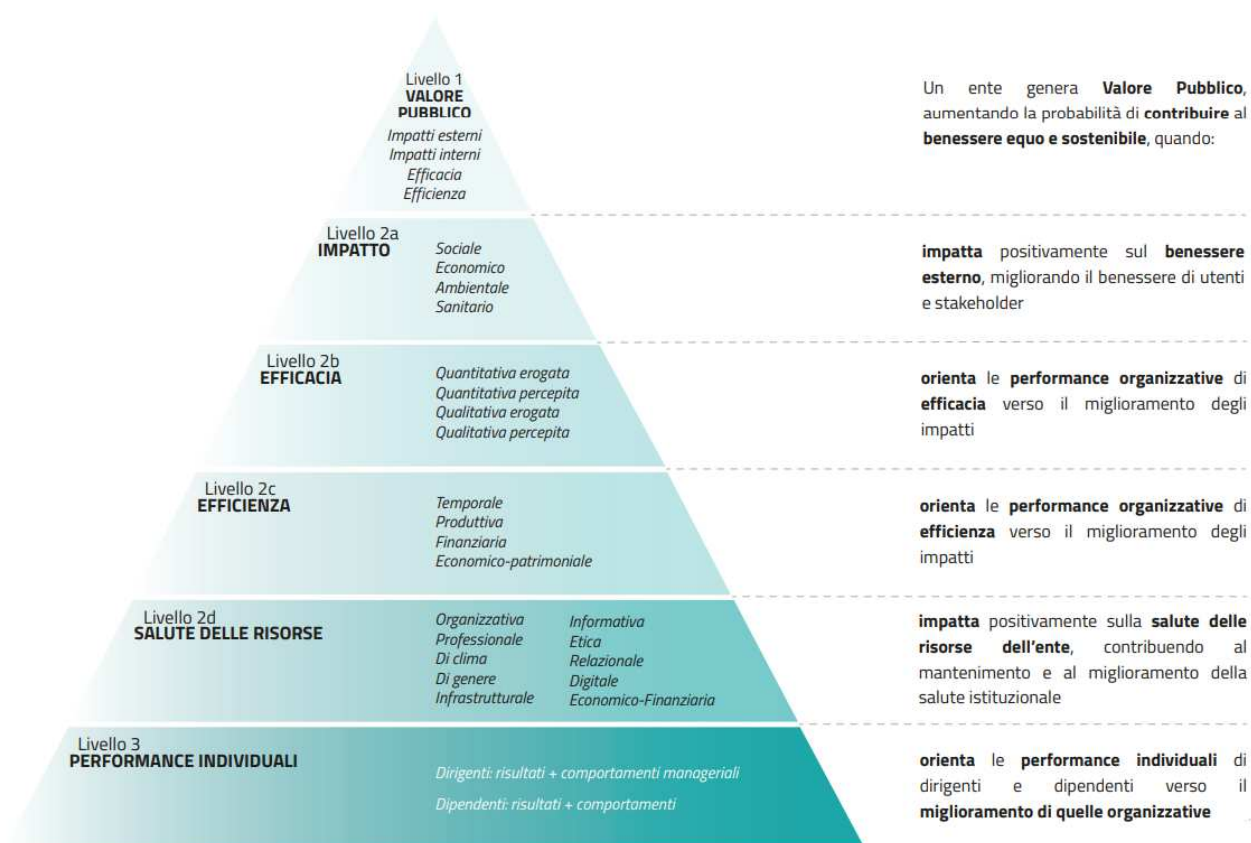 Livello 1
VALORE
PUBBLICO
Impatti esterni
Impatti interni
Efficacia
Efficienza
Un ente genera Valore Pubblico,
aumentando la probabilità di contribuire al
benessere equo e sostenibile, quando:
Livello 2a
IMPATTO
Sociale
Economico
Ambientale
Sanitario
impatta positivamente sul benessere
esterno, migliorando il benessere di utenti
e stakeholder
Livello 2b
EFFICACIA
Quantitativa erogata
Quantitativa percepita
Qualitativa erogata
Qualitativa percepita
orienta le performance organizzative di
efficacia verso il miglioramento degli
impatti
Livello 2c
EFFICIENZA
Temporale
Produttiva
Finanziaria
Economico-patrimoniale
orienta le performance organizzative di
efficienza verso il miglioramento degli
impatti
Livello 2d
SALUTE DELLE RISORSE
Organizzativa
Professionale
Di clima
Di genere
Infrastrutturale
Informativa
Etica
Relazionale
Digitale
Economico-Finanziaria
impatta positivamente sulla salute delle
risorse dell'ente, contribuendo al
mantenimento e al miglioramento della
salute istituzionale
Livello 3
PERFORMANCE INDIVIDUALI
Dirigenti: risultati + comportamenti manageriali
Dipendenti: risultati + comportamenti
orienta le performance individuali di
dirigenti e dipendenti verso il
miglioramento di quelle organizzative